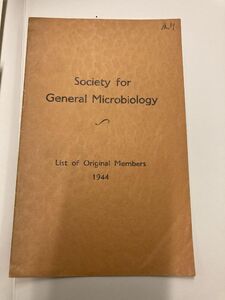 Society for
General Microbiology
List of Original Members
1944